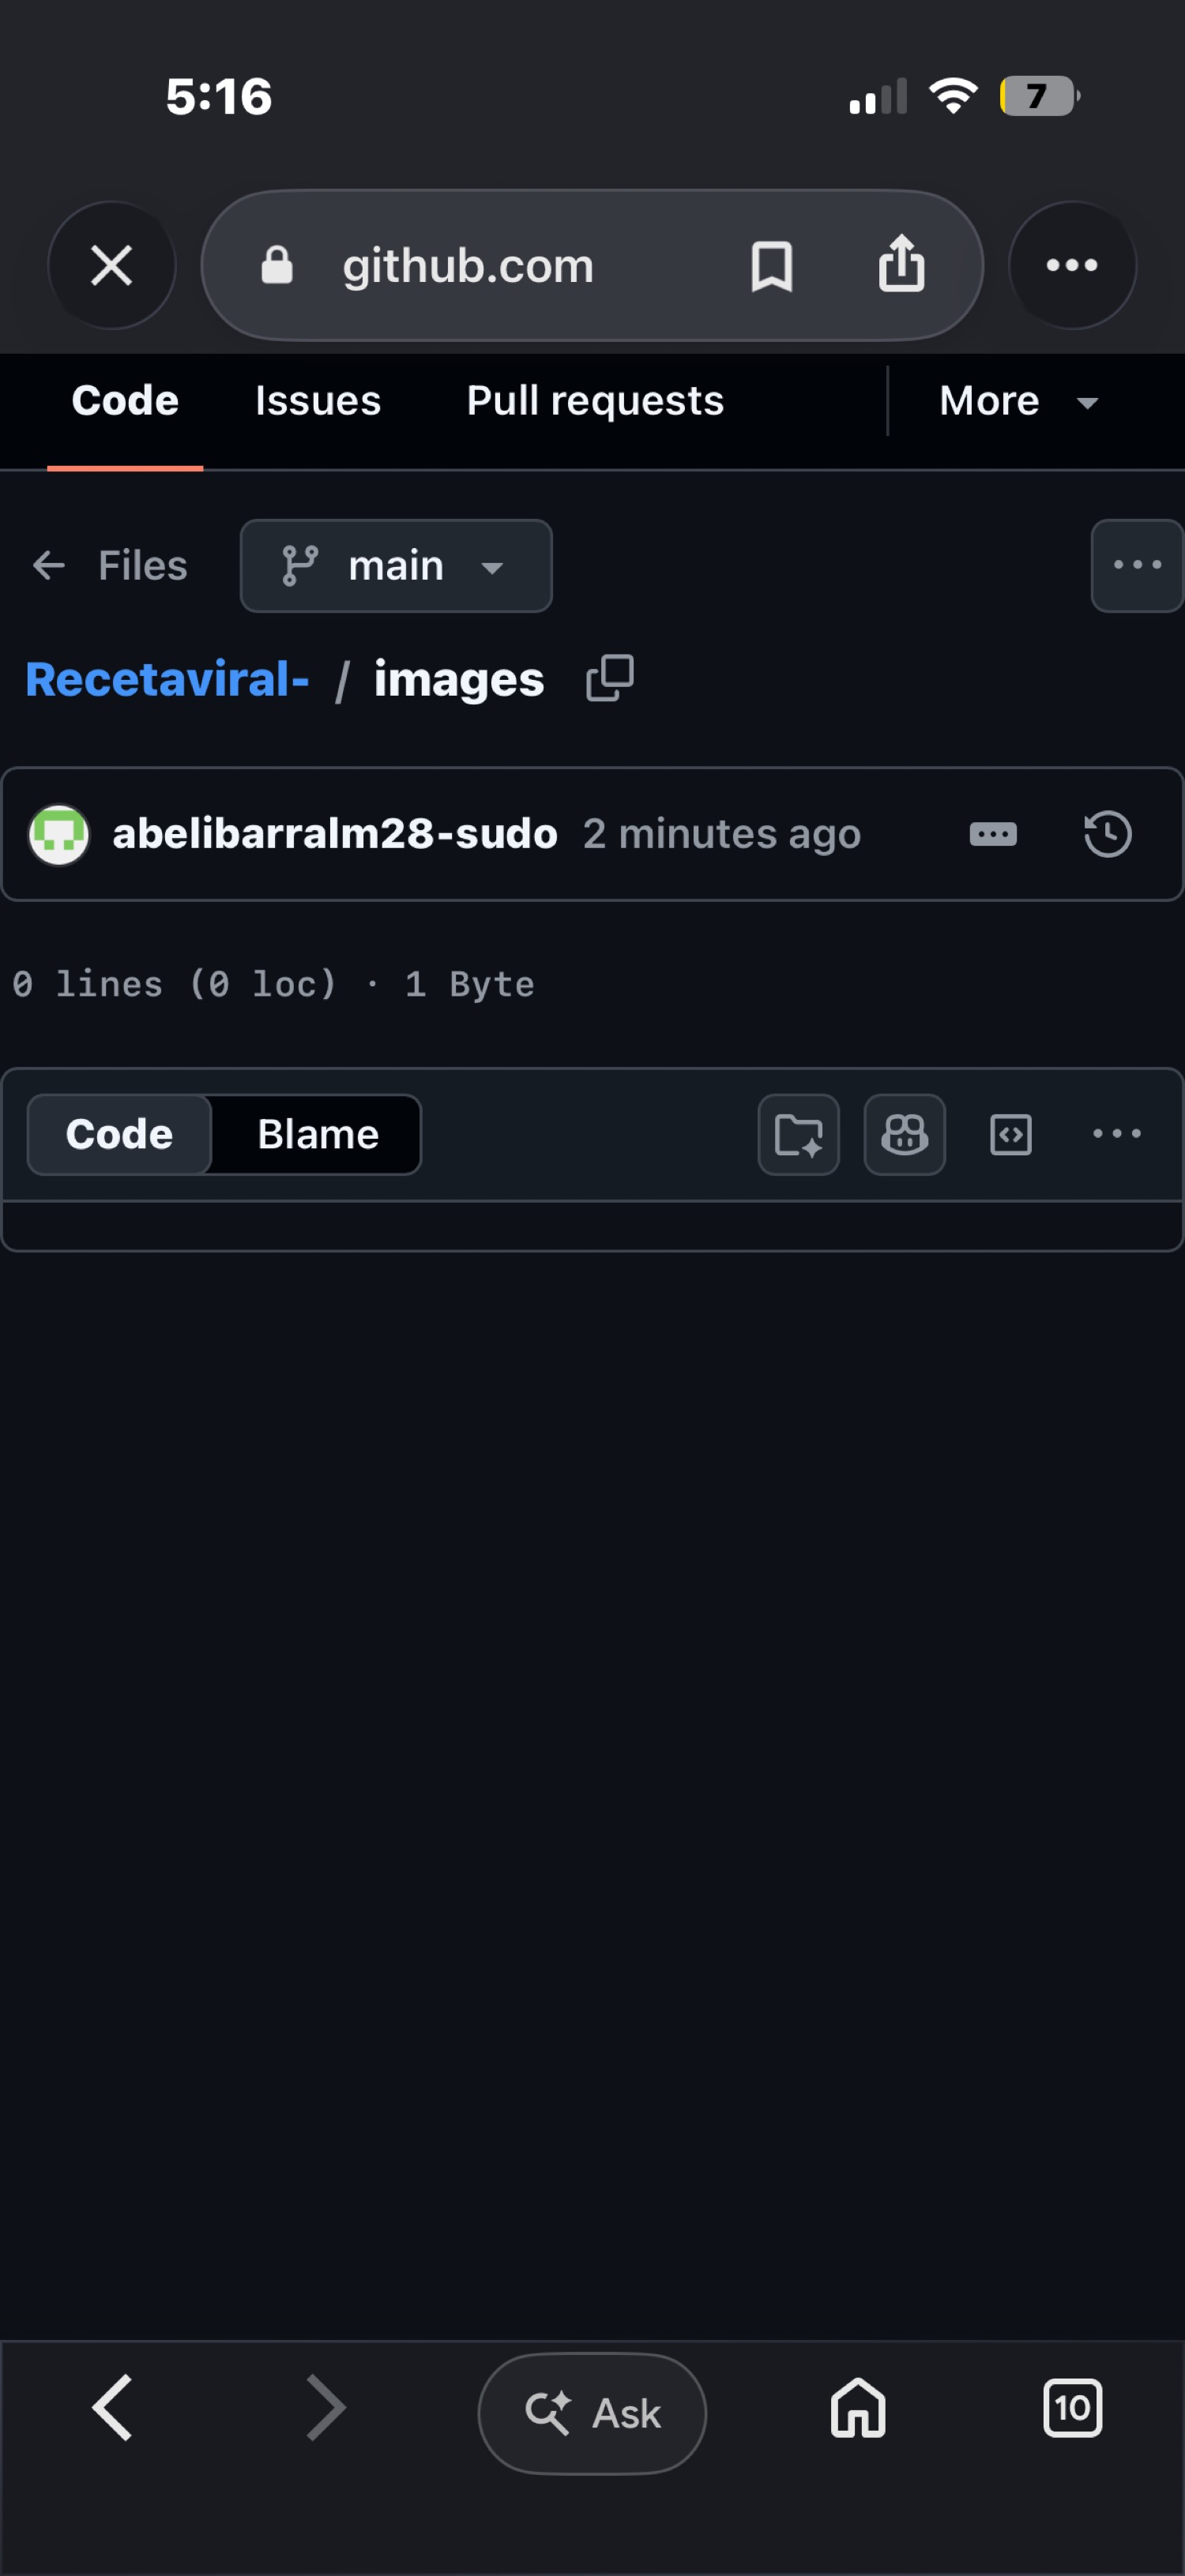 5:16
7
github.com
Code Issues Pull requests More
Files main
Recetaviral- / images
abelibarralm28-sudo 2 minutes ago
0 lines (0 loc) · 1 Byte
Code Blame
Ask
10